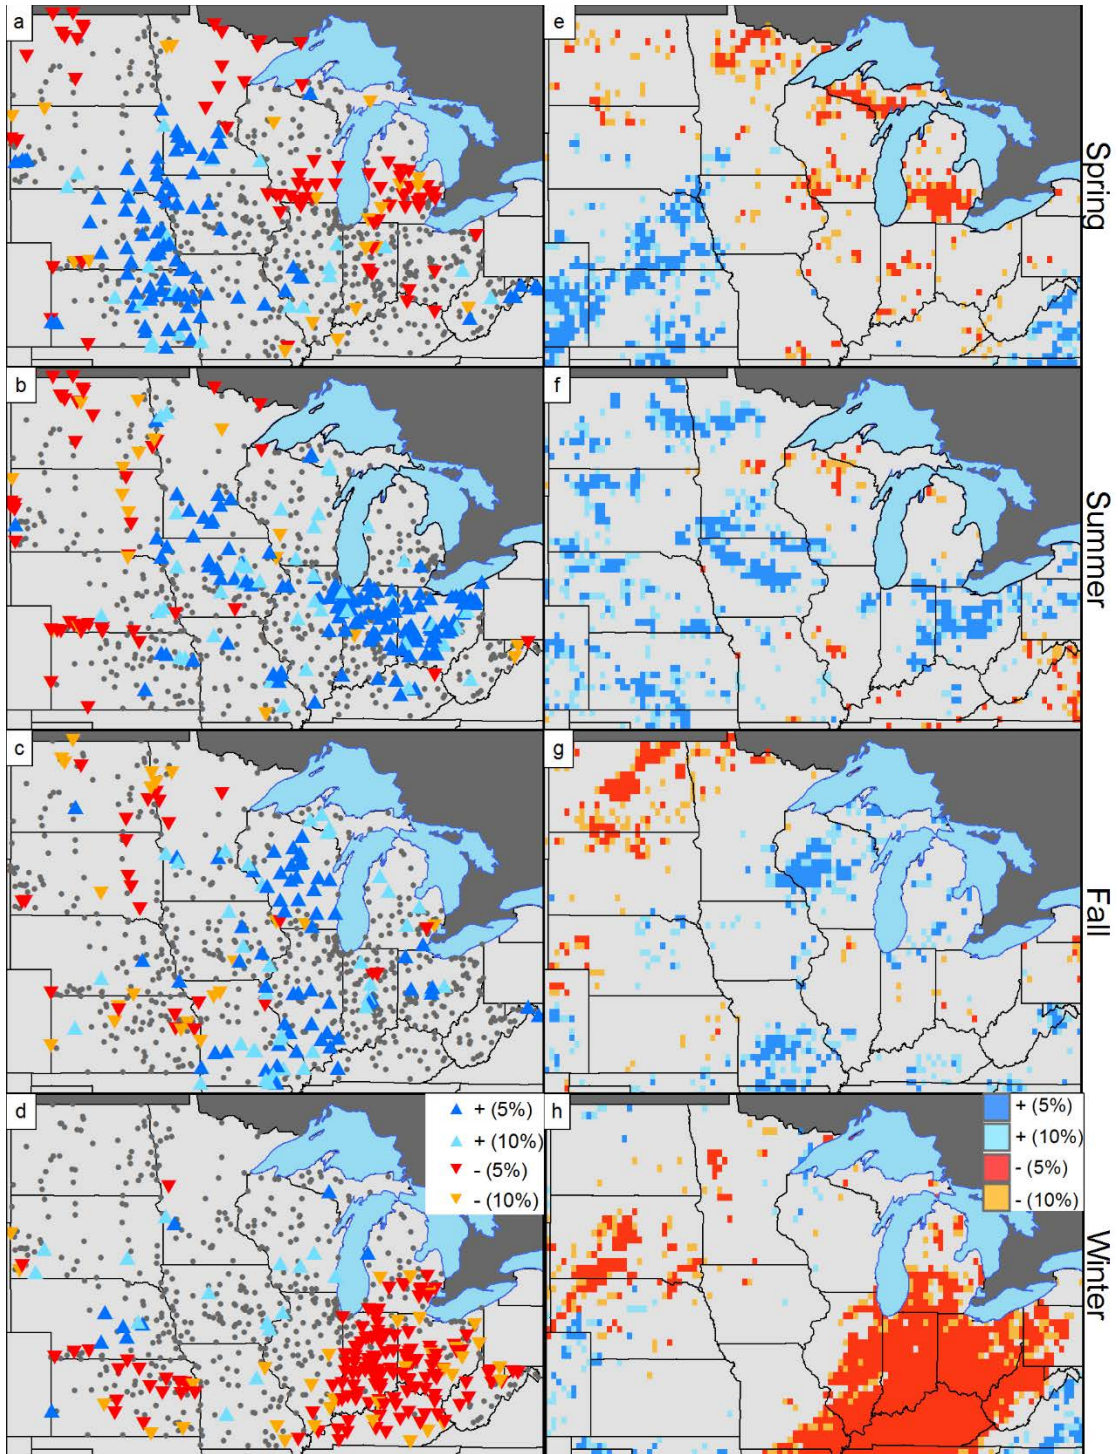 a
e
Spring
b
f
Summer
c
g
Fall
d
+ (5%)
+ (10%)
- (5%)
- (10%)
h
+ (5%)
+ (10%)
- (5%)
- (10%)
Winter